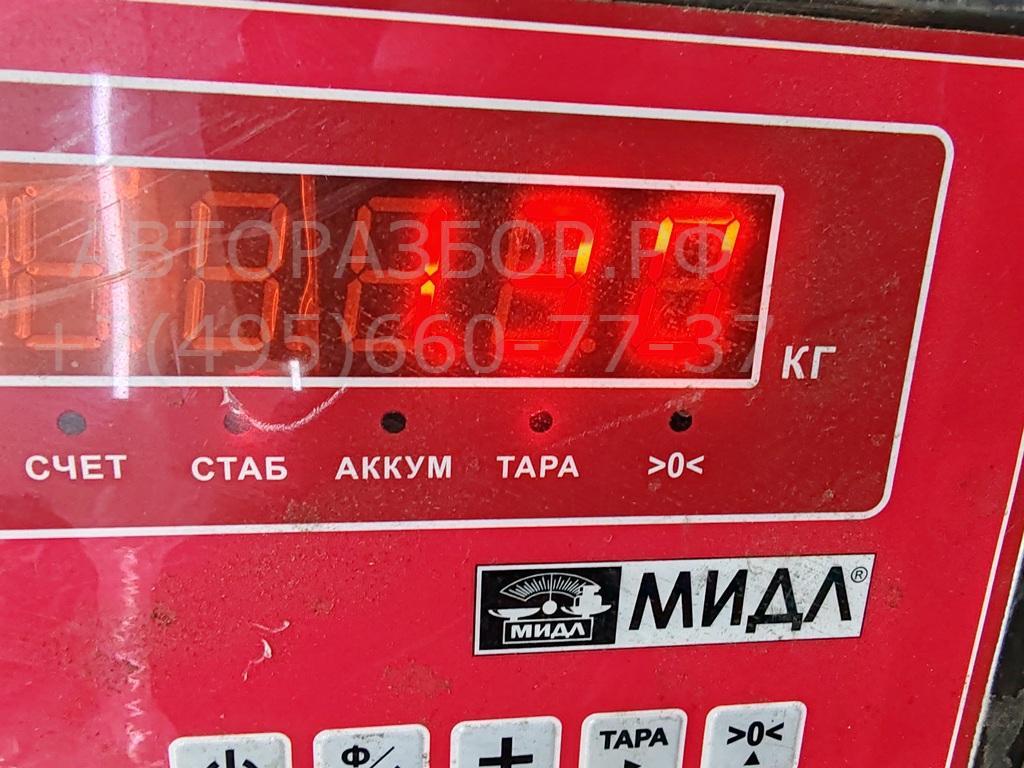 АВТОРАЗБОР.РФ
+7(495)660-77-37
КГ
СЧЕТ СТАБ АККУМ ТАРА >0<
МИДЛ МИДЛ®
Ф/
+ ТАРА >0<